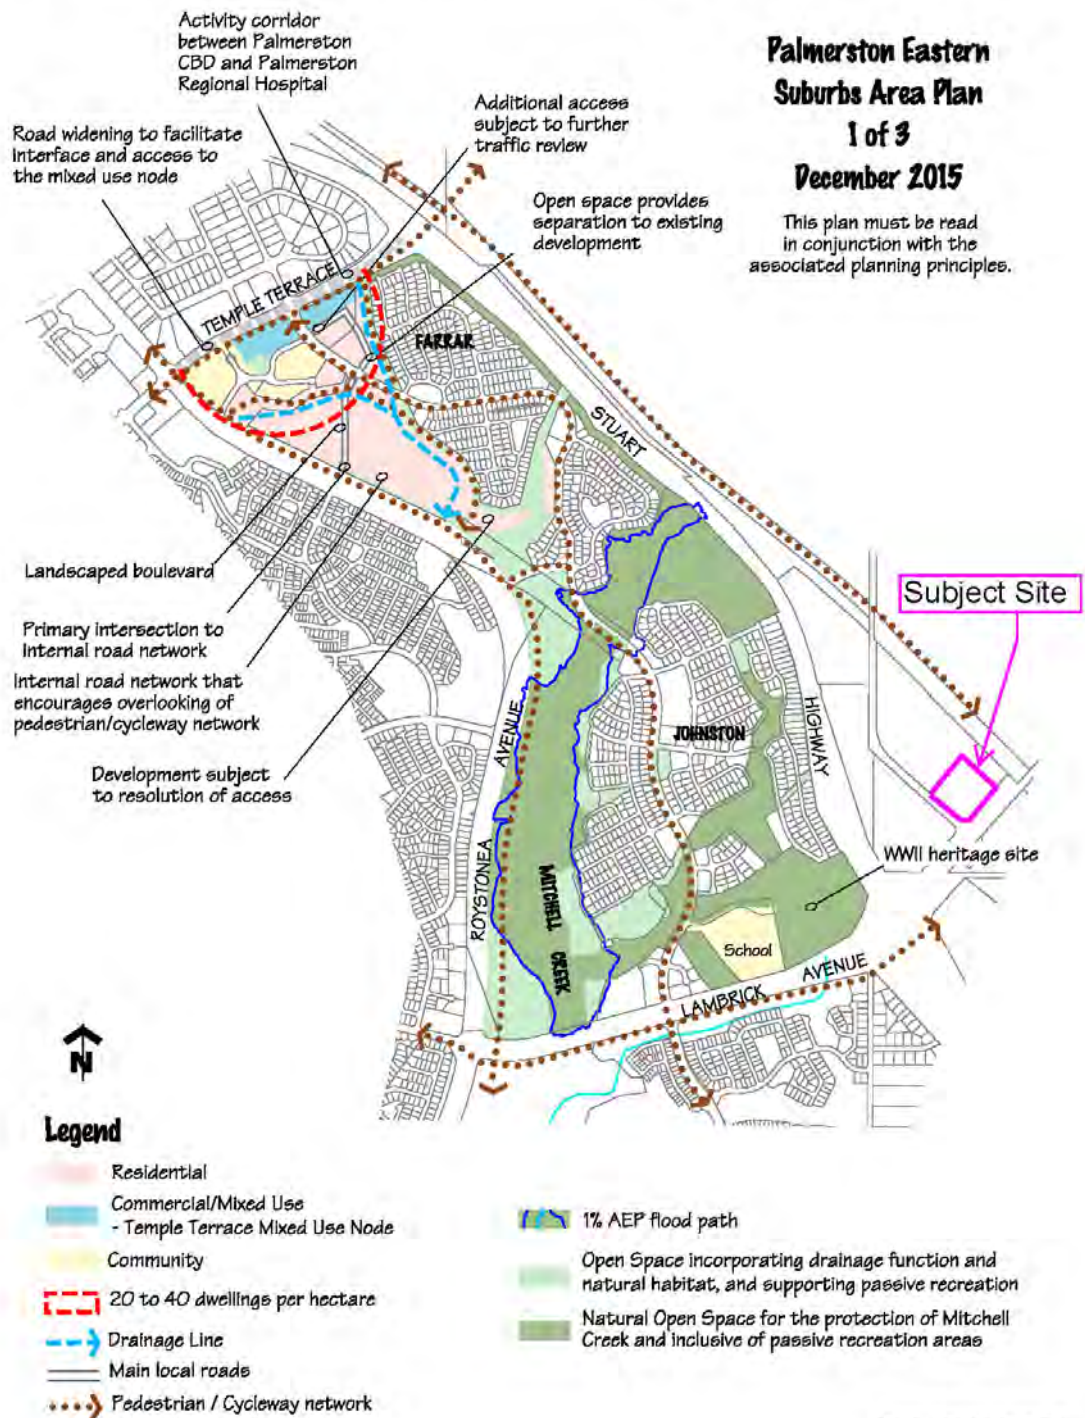 Palmerston Eastern
Suburbs Area Plan
1 of 3
December 2015
This plan must be read
in conjunction with the
associated planning principles.
Activity corridor
between Palmerston
CBD and Palmerston
Regional Hospital
Additional access
subject to further
traffic review
Road widening to facilitate
interface and access to
the mixed use node
Open space provides
separation to existing
development
TEMPLE TERRACE
FARRAR
STUART
HIGHWAY
Landscaped boulevard
Primary intersection to
internal road network
Internal road network that
encourages overlooking of
pedestrian/cycleway network
Development subject
to resolution of access
Subject Site
JOHNSTON
ROYSTONEA
AVENUE
MITCHELL
CREEK
WWII heritage site
School
LAMBRICK
AVENUE
N
Legend
Residential
Commercial/Mixed Use
- Temple Terrace Mixed Use Node
Community
20 to 40 dwellings per hectare
Drainage Line
Main local roads
Pedestrian / Cycleway network
1% AEP flood path
Open Space incorporating drainage function and
natural habitat, and supporting passive recreation
Natural Open Space for the protection of Mitchell
Creek and inclusive of passive recreation areas